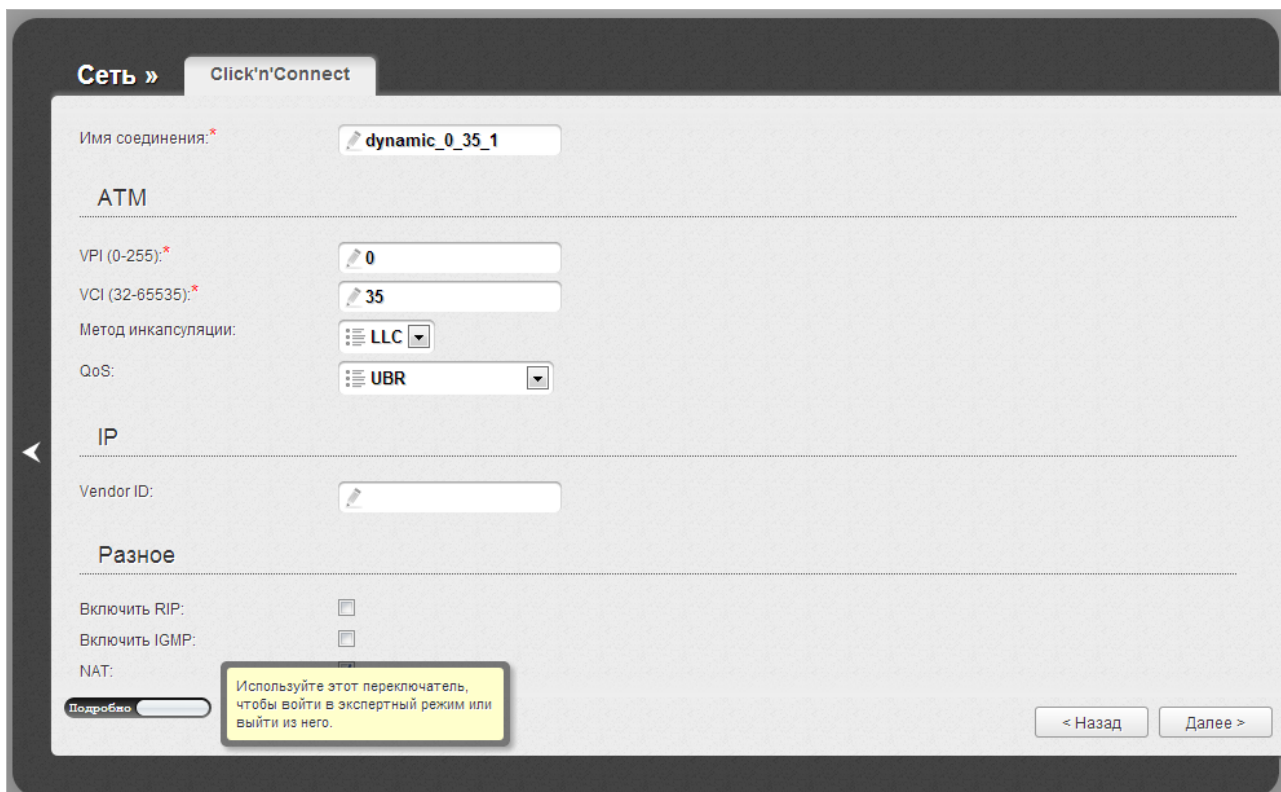 Сеть »
Click'n'Connect
Имя соединения:* dynamic_0_35_1
ATM
VPI (0-255):* 0
VCI (32-65535):* 35
Метод инкапсуляции: LLC
QoS: UBR
IP
Vendor ID:
Разное
Включить RIP:
Включить IGMP:
NAT:
Подробно
Используйте этот переключатель,
чтобы войти в экспертный режим или
выйти из него.
< Назад
Далее >